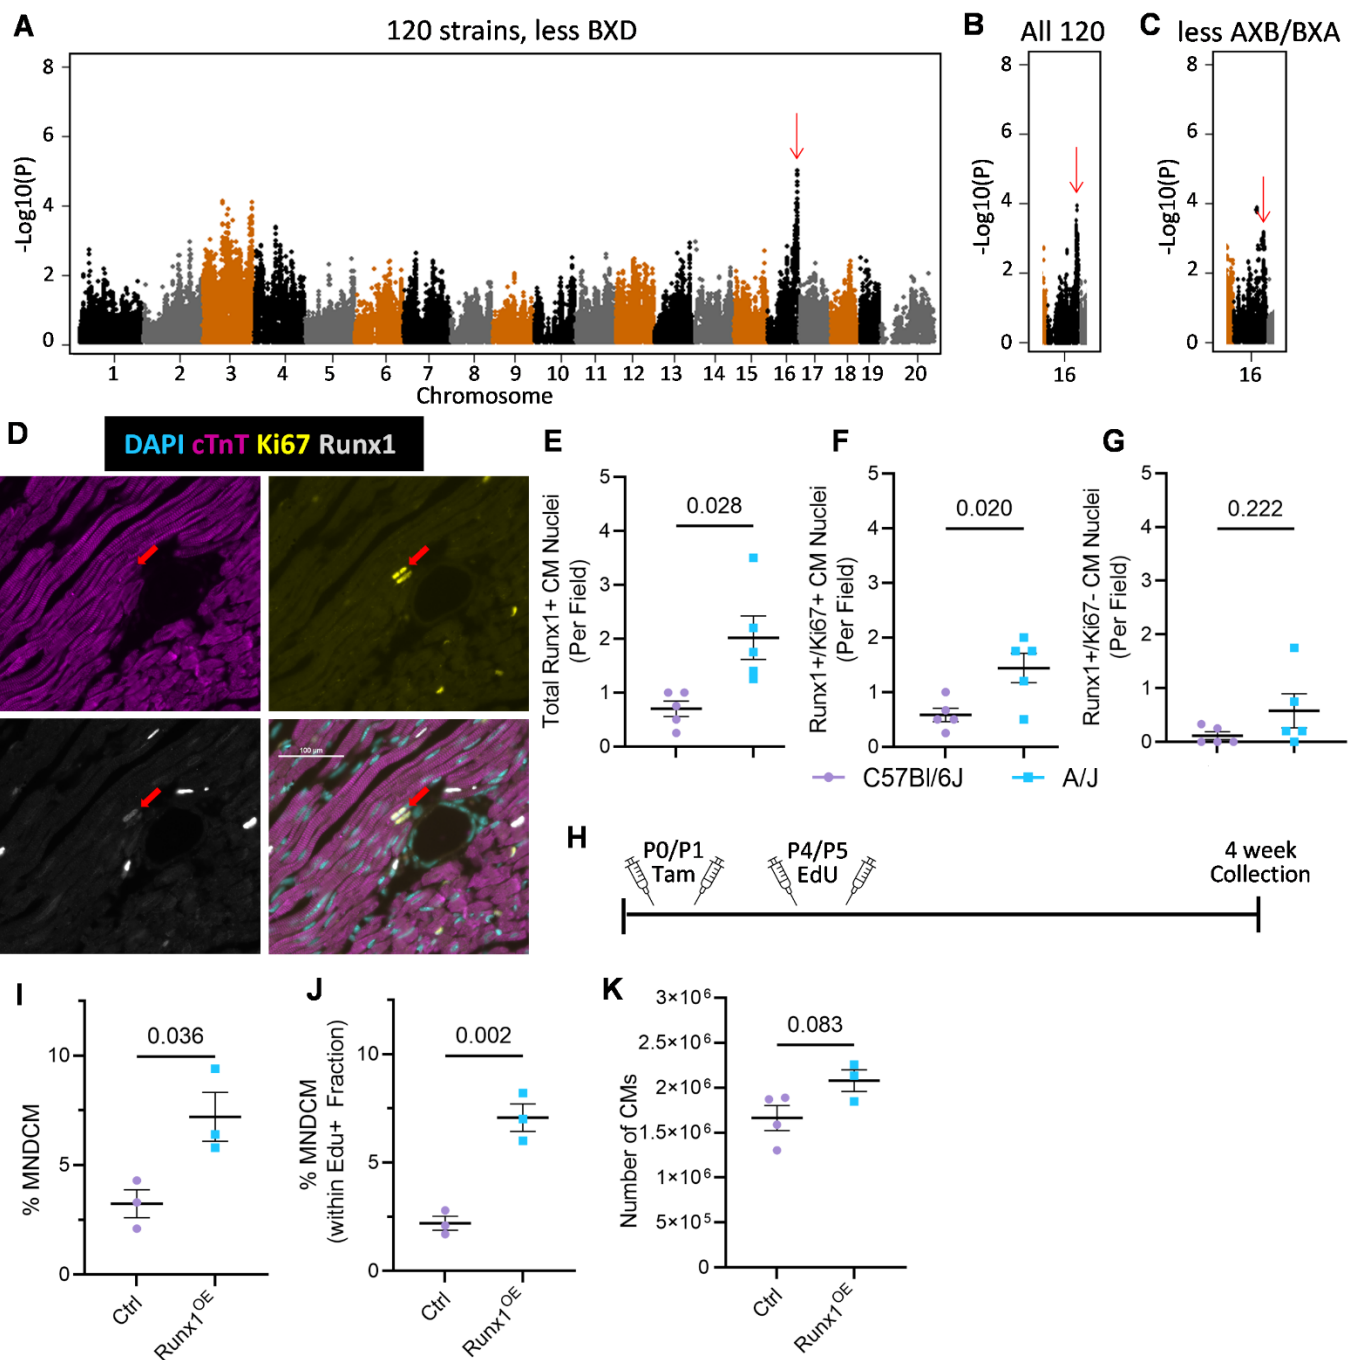 A
120 strains, less BXD
-Log10(P)
8
6
4
2
0
1 2 3 4 5 6 7 8 9 10 11 12 13 14 15 16 17 18 19 20
Chromosome
B
All 120
-Log10(P)
8
6
4
2
0
16
C
less AXB/BXA
-Log10(P)
8
6
4
2
0
16
D
DAPI cTnT Ki67 Runx1
100 µm
E
Total Runx1+ CM Nuclei
(Per Field)
5
4
3
2
1
0
0.028
F
Runx1+/Ki67+ CM Nuclei
(Per Field)
5
4
3
2
1
0
0.020
G
Runx1+/Ki67- CM Nuclei
(Per Field)
5
4
3
2
1
0
0.222
C57Bl/6J
A/J
H
P0/P1
Tam
P4/P5
EdU
4 week
Collection
I
% MNDCM
10
5
0
0.036
Ctrl
Runx1OE
J
% MNDCM
(within Edu+ Fraction)
10
5
0
0.002
Ctrl
Runx1OE
K
Number of CMs
3×10⁶
2.5×10⁶
2×10⁶
1.5×10⁶
1×10⁶
5×10⁵
0
0.083
Ctrl
Runx1OE